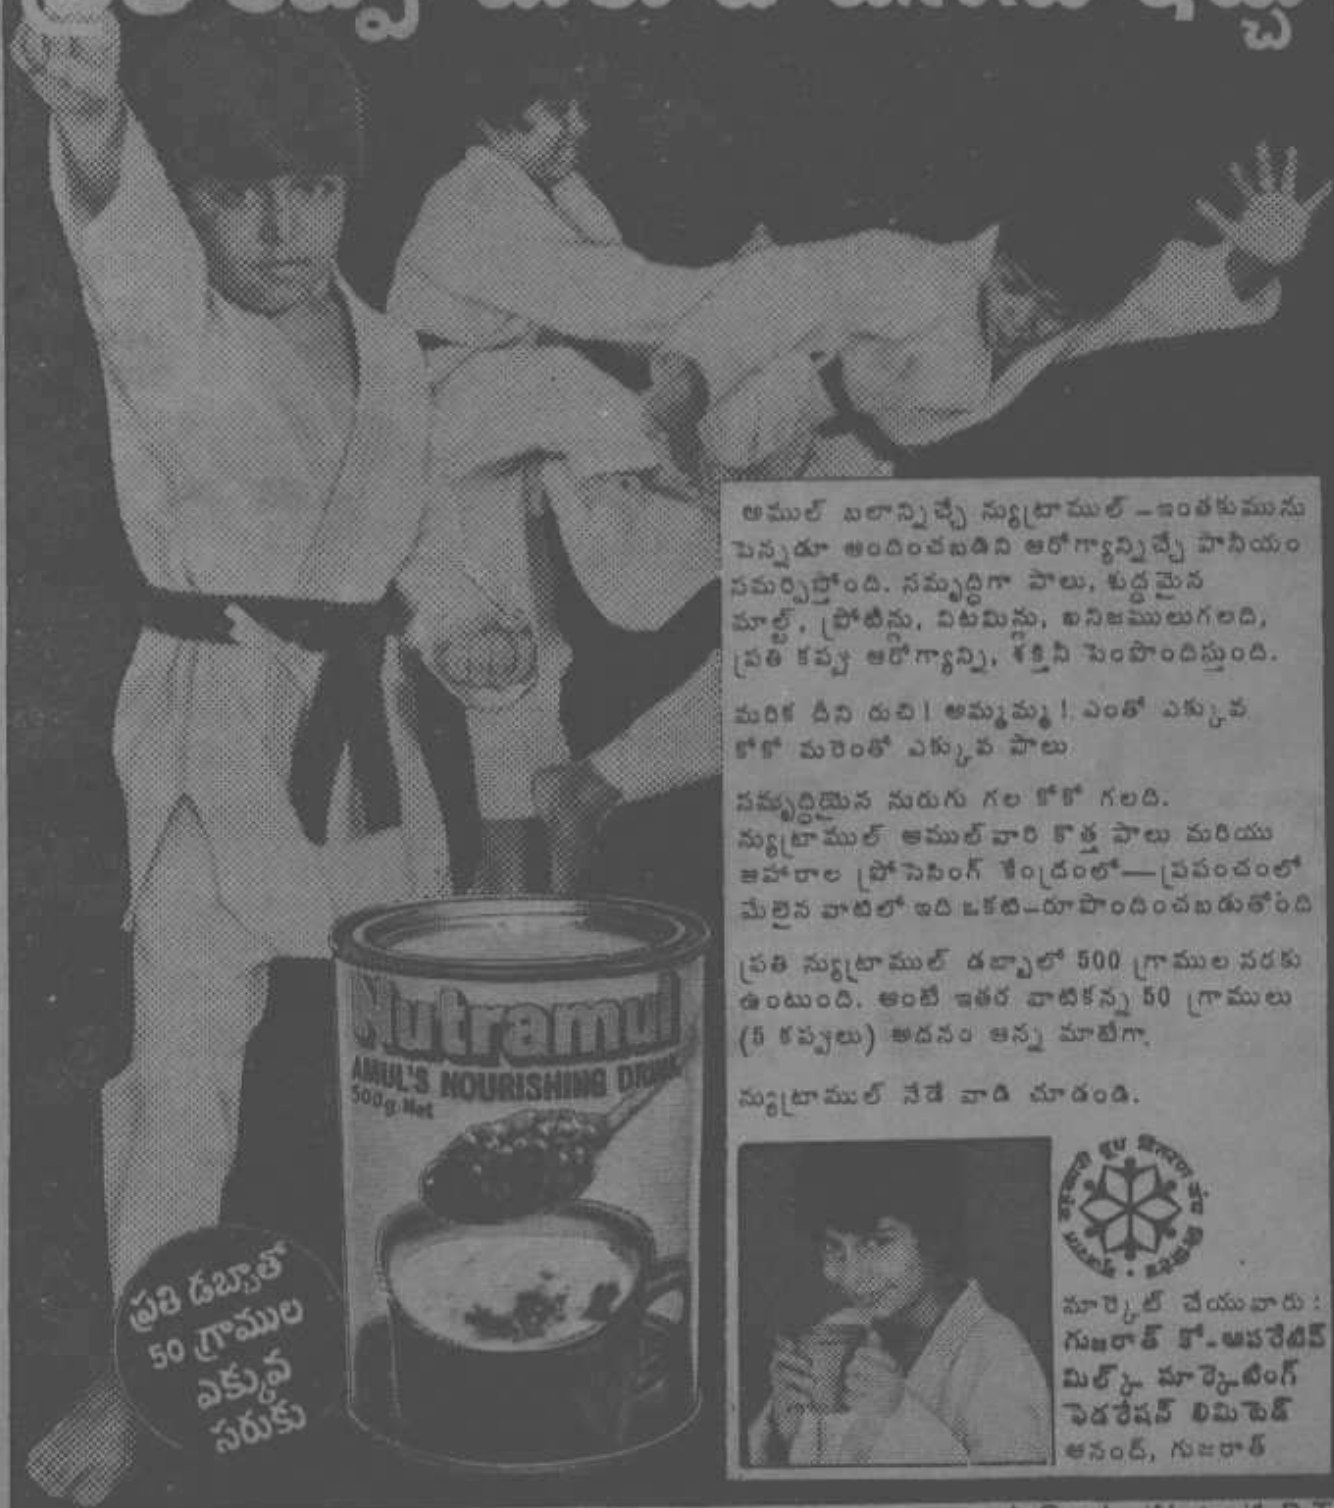 ప్రతి కప్పు
అముల్ బలాన్నిచ్చే న్యుట్రాముల్ – ఇంతకుమును
పెన్నడూ అందించబడిని ఆరోగ్యాన్నిచ్చే పానీయం
సమర్పిస్తోంది. సమృద్ధిగా పాలు, శుద్ధమైన
మాల్ట్, ప్రోటీన్లు, విటమిన్లు, ఖనిజములుగలది,
ప్రతి కప్పు ఆరోగ్యాన్ని, శక్తినీ పెంపొందిస్తుంది.
మరిక దీని రుచి! అమ్మమ్మ! ఎంతో ఎక్కువ
కోకో మరెంతో ఎక్కువ పాలు
సమృద్ధియైన నురుగు గల కోకో గలది.
న్యుట్రాముల్ అముల్‌వారి కొత్త పాలు మరియు
ఆహారాల ప్రోసెసింగ్ కేంద్రంలో—ప్రపంచంలో
మేలైన వాటిలో ఇది ఒకటి–రూపొందించబడుతోంది
ప్రతి న్యుట్రాముల్ డబ్బాలో 500 గ్రాముల సరకు
ఉంటుంది. అంటే ఇతర వాటికన్న 50 గ్రాములు
(5 కప్పులు) అదనం అన్న మాటేగా.
న్యుట్రాముల్ నేడే వాడి చూడండి.
Nutramul
AMUL'S NOURISHING DRINK
500g Net
ప్రతి డబ్బాతో
50 గ్రాముల
ఎక్కువ
సరుకు
మార్కెట్ చేయువారు :
గుజరాత్ కో-ఆపరేటివ్
మిల్క్ మార్కెటింగ్
ఫెడరేషన్ లిమిటెడ్
ఆనంద్, గుజరాత్